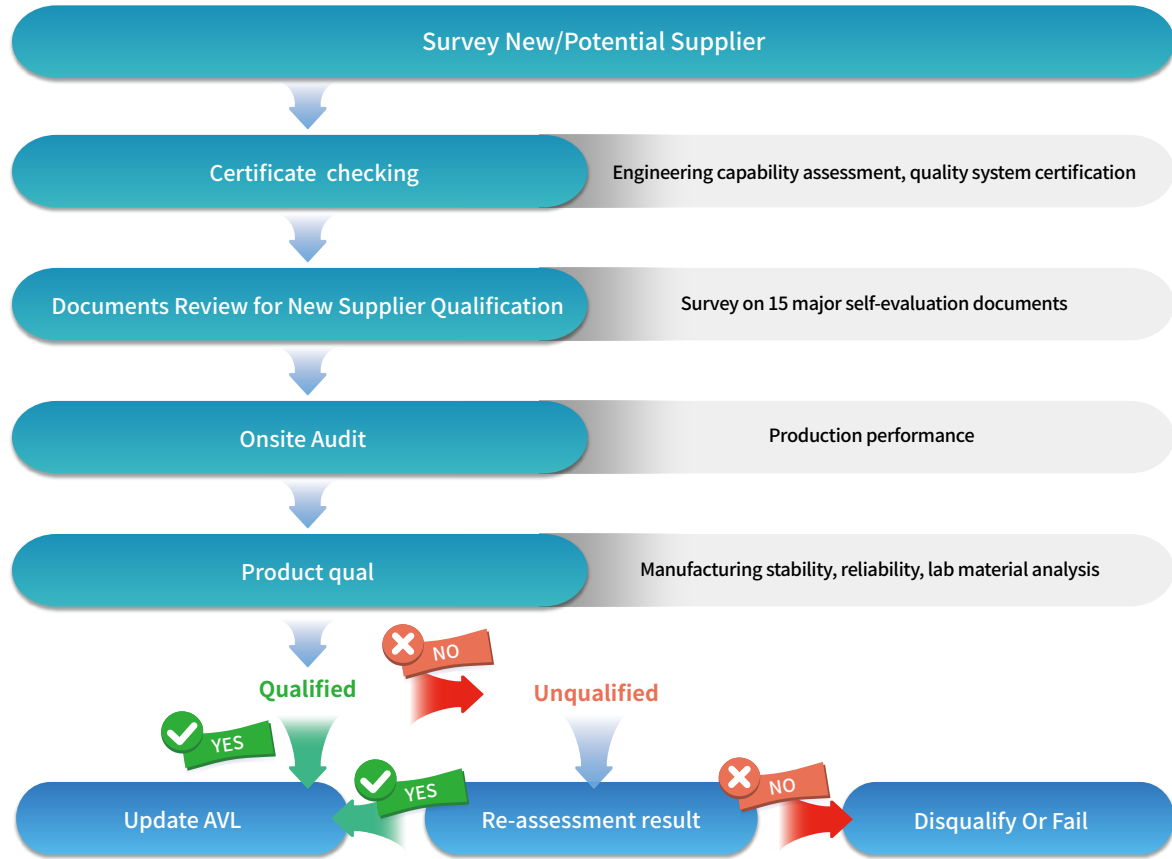 Survey New/Potential Supplier
Certificate checking
Engineering capability assessment, quality system certification
Documents Review for New Supplier Qualification
Survey on 15 major self-evaluation documents
Onsite Audit
Production performance
Product qual
Manufacturing stability, reliability, lab material analysis
NO
Qualified
Unqualified
YES
YES
NO
Update AVL
Re-assessment result
Disqualify Or Fail